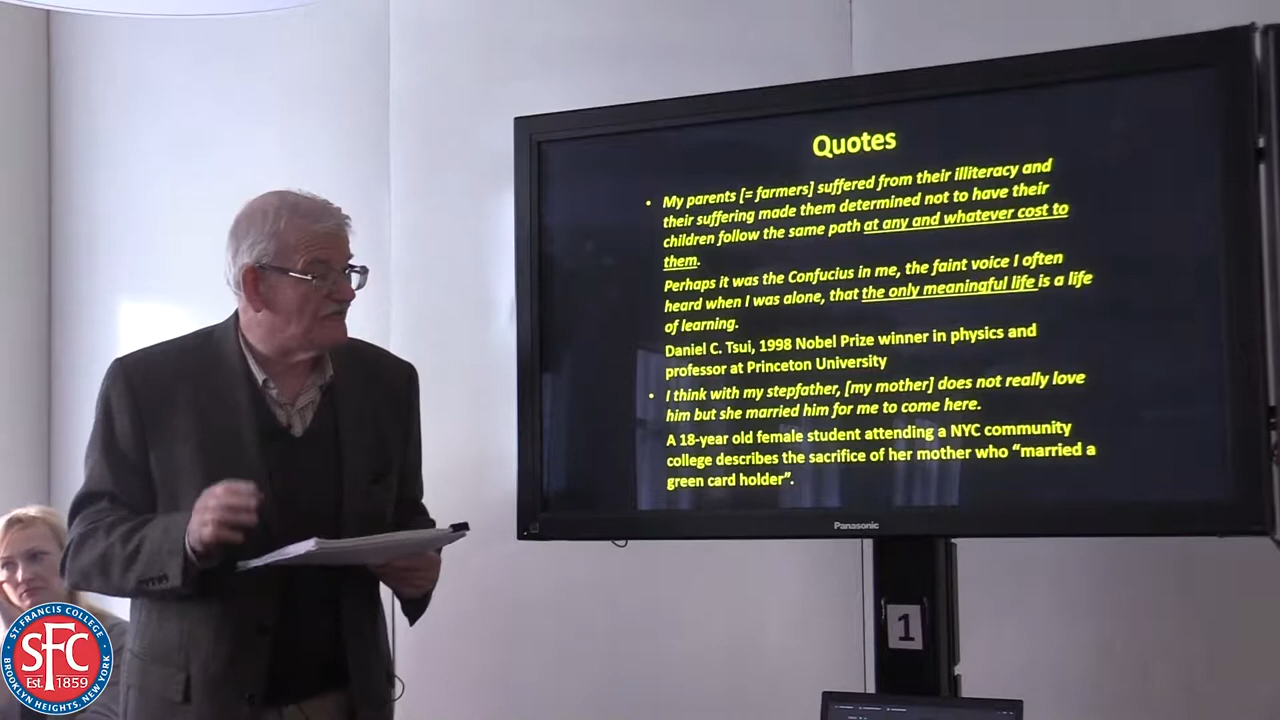 Quotes
• My parents [= farmers] suffered from their illiteracy and
their suffering made them determined not to have their
children follow the same path at any and whatever cost to
them.
Perhaps it was the Confucius in me, the faint voice I often
heard when I was alone, that the only meaningful life is a life
of learning.
Daniel C. Tsui, 1998 Nobel Prize winner in physics and
professor at Princeton University
• I think with my stepfather, [my mother] does not really love
him but she married him for me to come here.
A 18-year old female student attending a NYC community
college describes the sacrifice of her mother who “married a
green card holder”.
Panasonic
1
ST. FRANCIS COLLEGE
SFC
Est. 1859
BROOKLYN HEIGHTS, NEW YORK